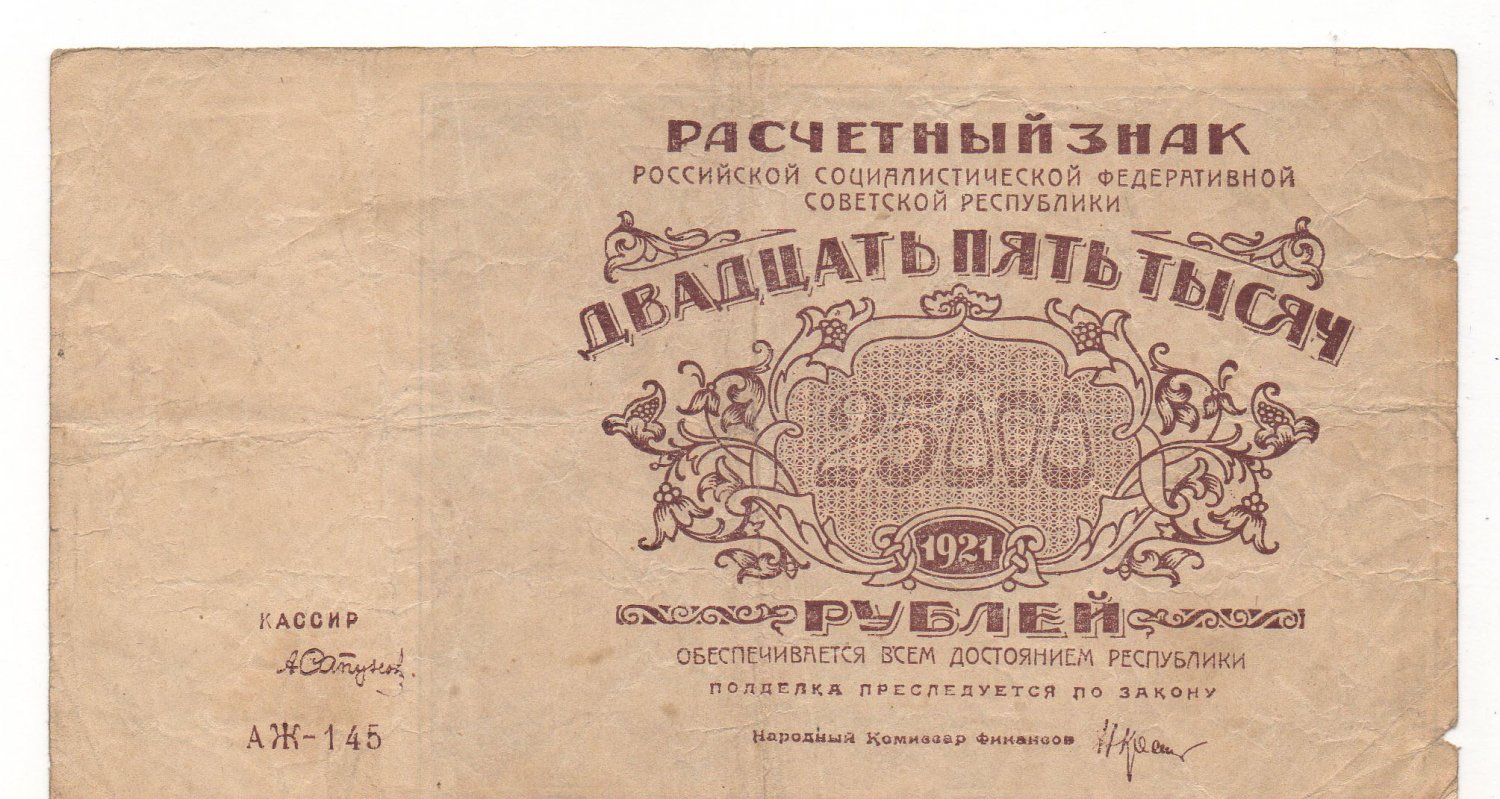 РАСЧЕТНЫЙ ЗНАК
РОССИЙСКОЙ СОЦИАЛИСТИЧЕСКОЙ ФЕДЕРАТИВНОЙ
СОВЕТСКОЙ РЕСПУБЛИКИ
ДВАДЦАТЬ ПЯТЬ ТЫСЯЧ
25000
1921
РУБЛЕЙ
ОБЕСПЕЧИВАЕТСЯ ВСЕМ ДОСТОЯНИЕМ РЕСПУБЛИКИ
ПОДДЕЛКА ПРЕСЛЕДУЕТСЯ ПО ЗАКОНУ
Народный Комиссар Финансов
КАССИР
АЖ-145